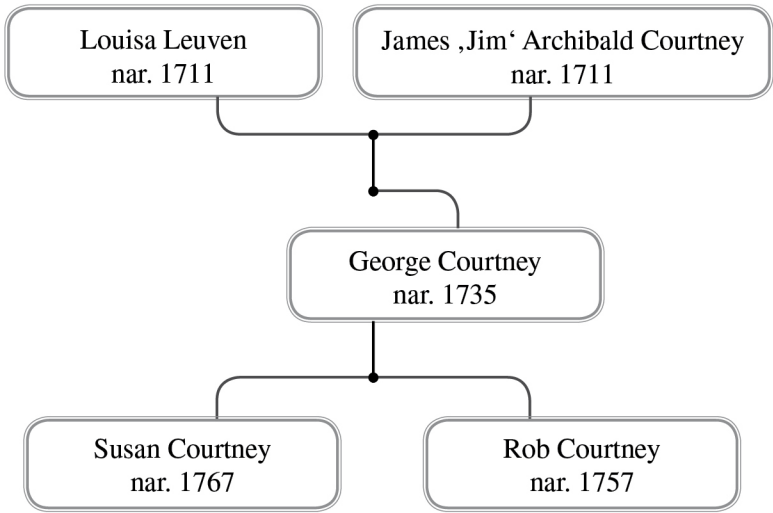 Louisa Leuven
nar. 1711
James ‚Jim‘ Archibald Courtney
nar. 1711
George Courtney
nar. 1735
Susan Courtney
nar. 1767
Rob Courtney
nar. 1757